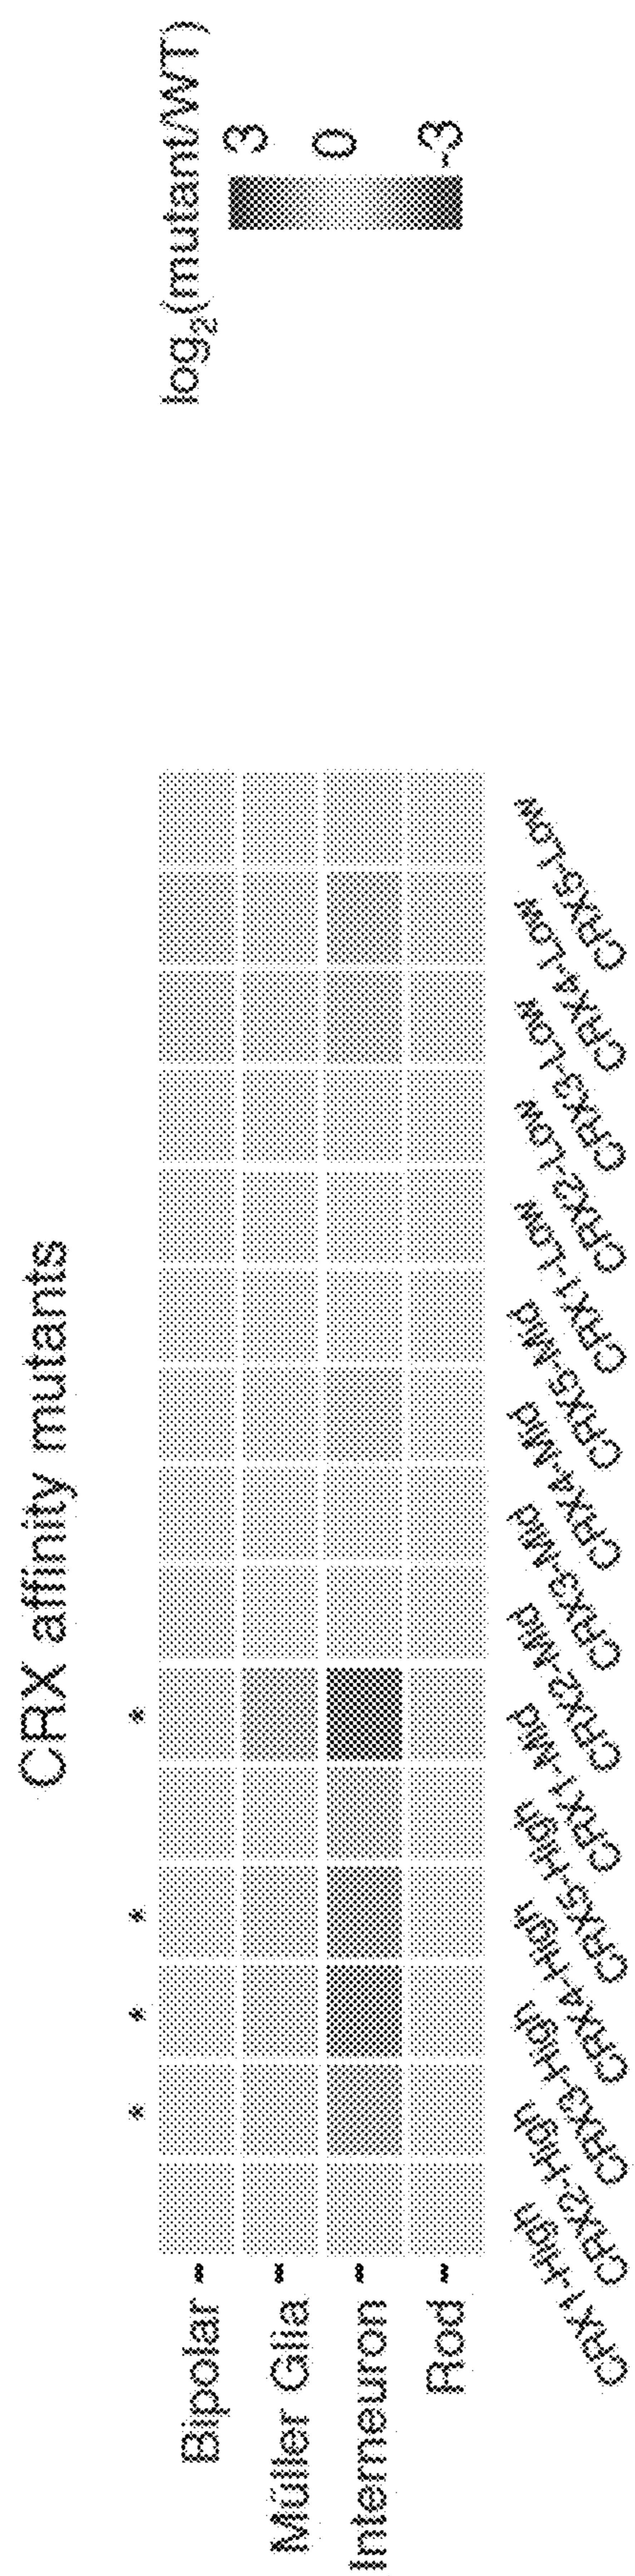 CRX affinity mutants
log₂(mutant/WT)
3
0
-3
* * * *
Bipolar
Müller Glia
Interneuron
Rod
CRX1-High
CRX2-High
CRX3-High
CRX4-High
CRX5-High
CRX1-Mid
CRX2-Mid
CRX3-Mid
CRX4-Mid
CRX5-Mid
CRX1-Low
CRX2-Low
CRX3-Low
CRX4-Low
CRX5-Low